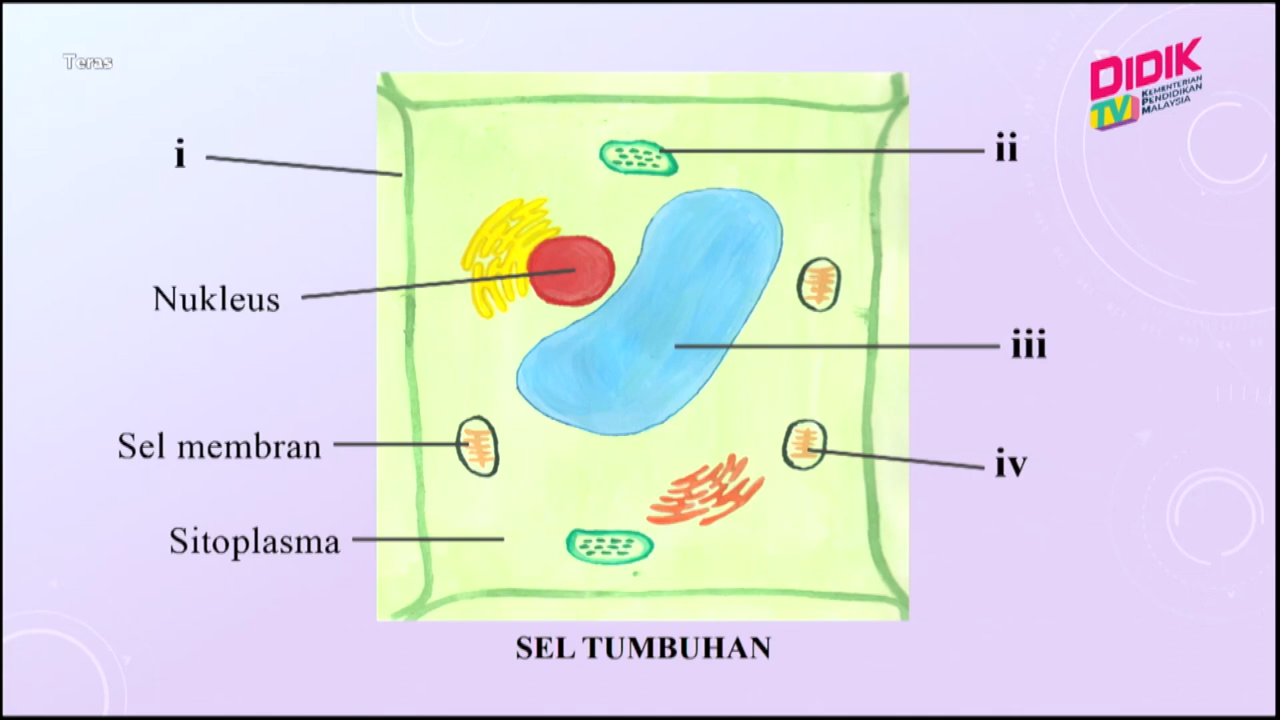 Teras
DIDIK
TV
KEMENTERIAN
PENDIDIKAN
MALAYSIA
i
ii
Nukleus
iii
Sel membran
iv
Sitoplasma
SEL TUMBUHAN